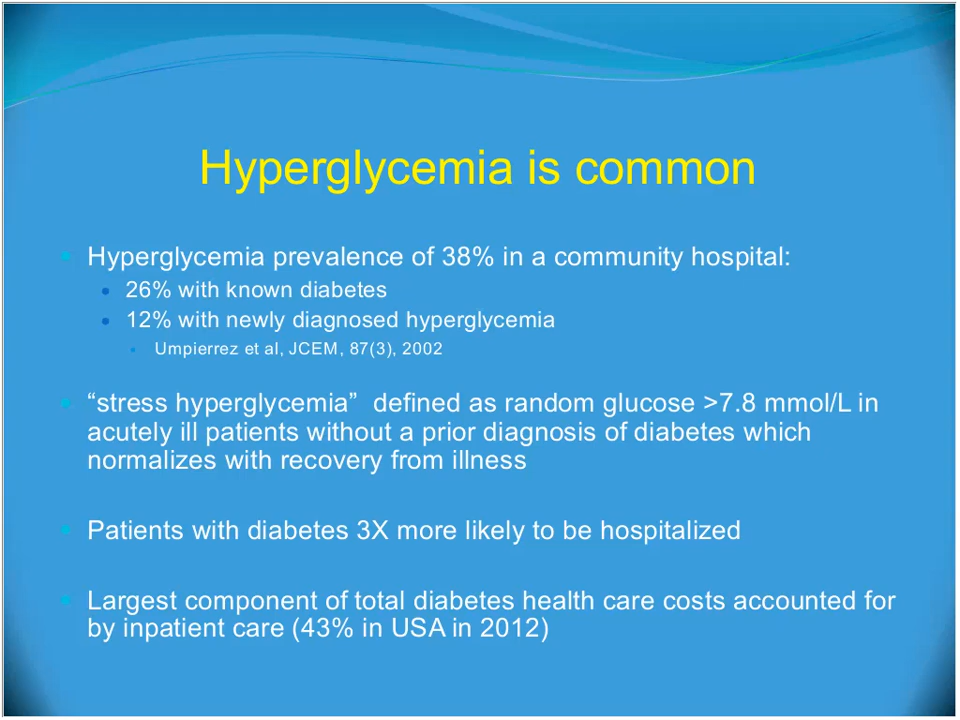 Hyperglycemia is common
Hyperglycemia prevalence of 38% in a community hospital:
26% with known diabetes
12% with newly diagnosed hyperglycemia
Umpierrez et al, JCEM, 87(3), 2002
“stress hyperglycemia”  defined as random glucose >7.8 mmol/L in
acutely ill patients without a prior diagnosis of diabetes which
normalizes with recovery from illness
Patients with diabetes 3X more likely to be hospitalized
Largest component of total diabetes health care costs accounted for
by inpatient care (43% in USA in 2012)